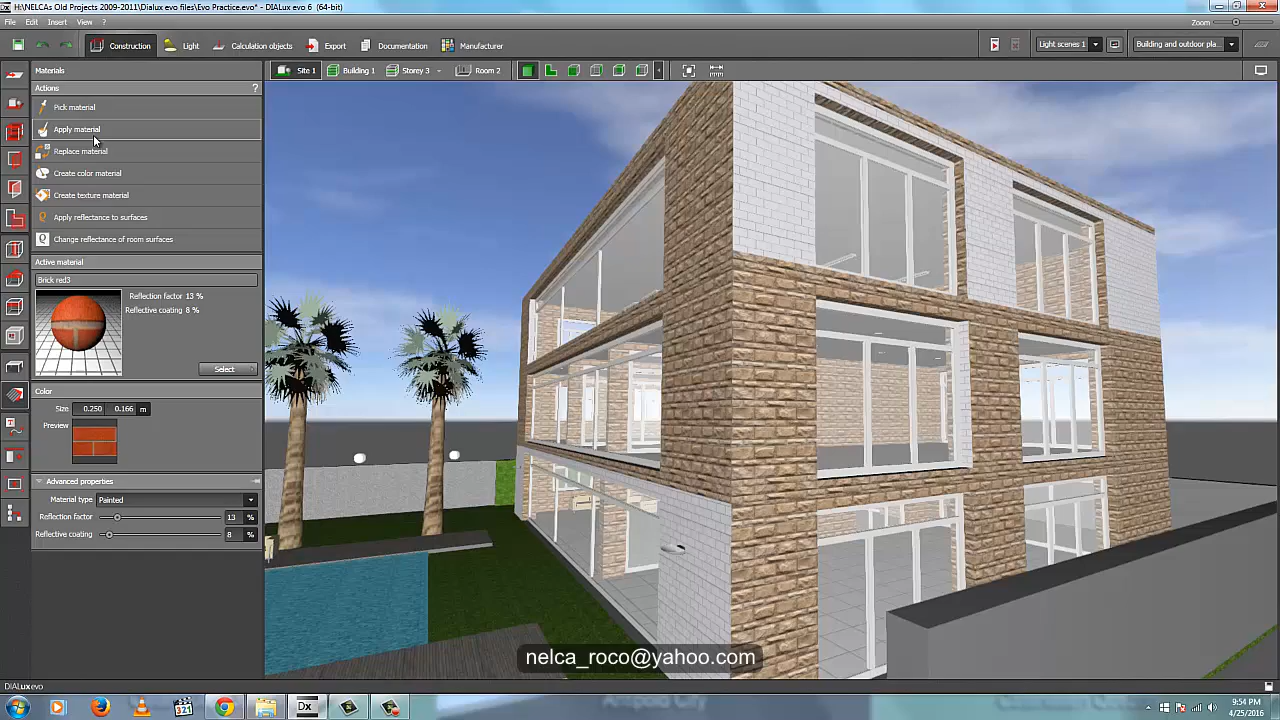 H:\NELCAs Old Projects 2009-2011\Dialux evo files\Evo Practice.evo* - DIALux evo 6 (64-bit)
File Edit Insert View ?
Zoom
Construction Light Calculation objects Export Documentation Manufacturer Light scenes 1 Building and outdoor pla...
Materials
Site 1 Building 1 Storey 3 Room 2
Actions ?
Pick material
Apply material
Replace material
Create color material
Create texture material
Apply reflectance to surfaces
Change reflectance of room surfaces
Active material
Brick red3
Reflection factor 13 %
Reflective coating 8 %
Select
Color
Size 0.250 0.166 m
Preview
Advanced properties
Material type Painted
Reflection factor 13 %
Reflective coating 8 %
nelca_roco@yahoo.com
DIALux evo
Dx
321
9:54 PM
4/25/2016